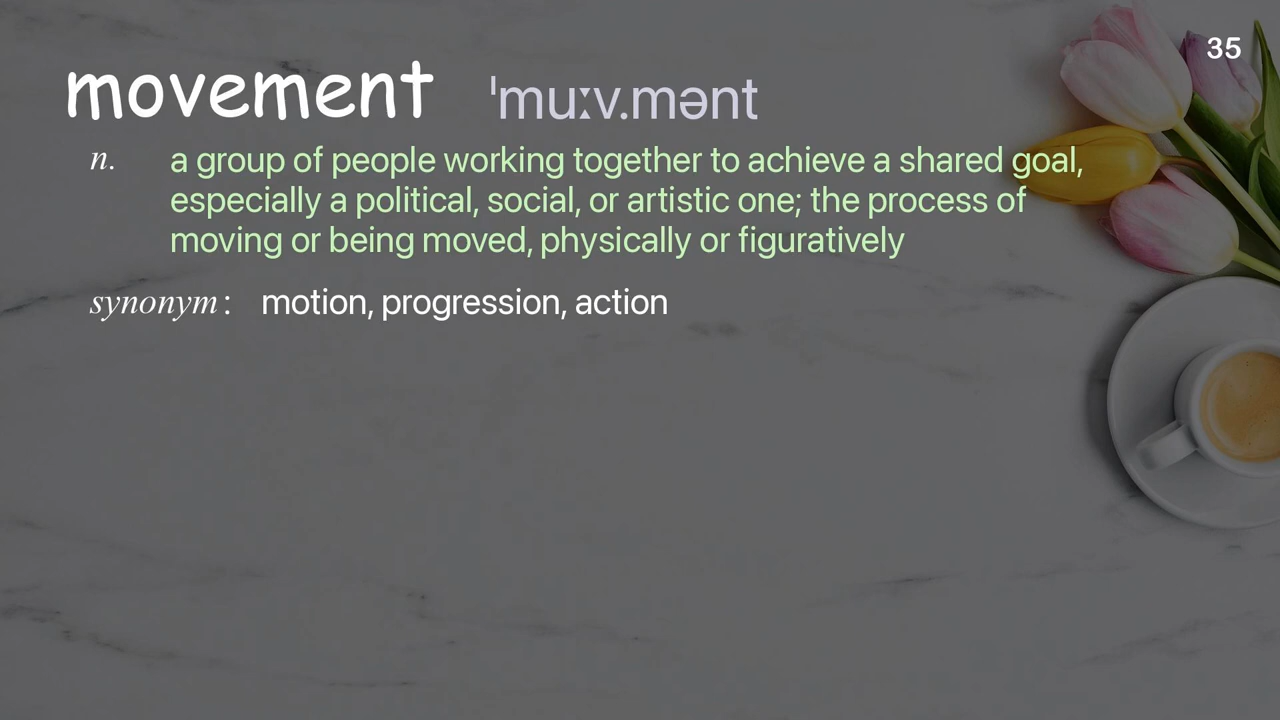 35
movement ˈmuːv.mənt
n. a group of people working together to achieve a shared goal,
especially a political, social, or artistic one; the process of
moving or being moved, physically or figuratively
synonym: motion, progression, action